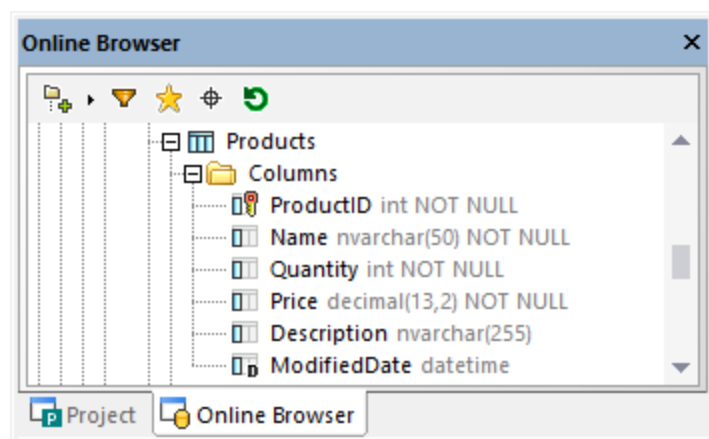 Online Browser
Products
Columns
ProductID int NOT NULL
Name nvarchar(50) NOT NULL
Quantity int NOT NULL
Price decimal(13,2) NOT NULL
Description nvarchar(255)
ModifiedDate datetime
Project Online Browser